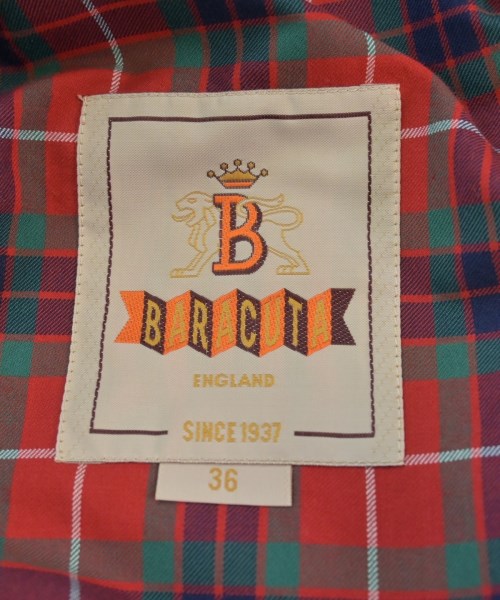 B
BARACUTA
ENGLAND
SINCE 1937
36